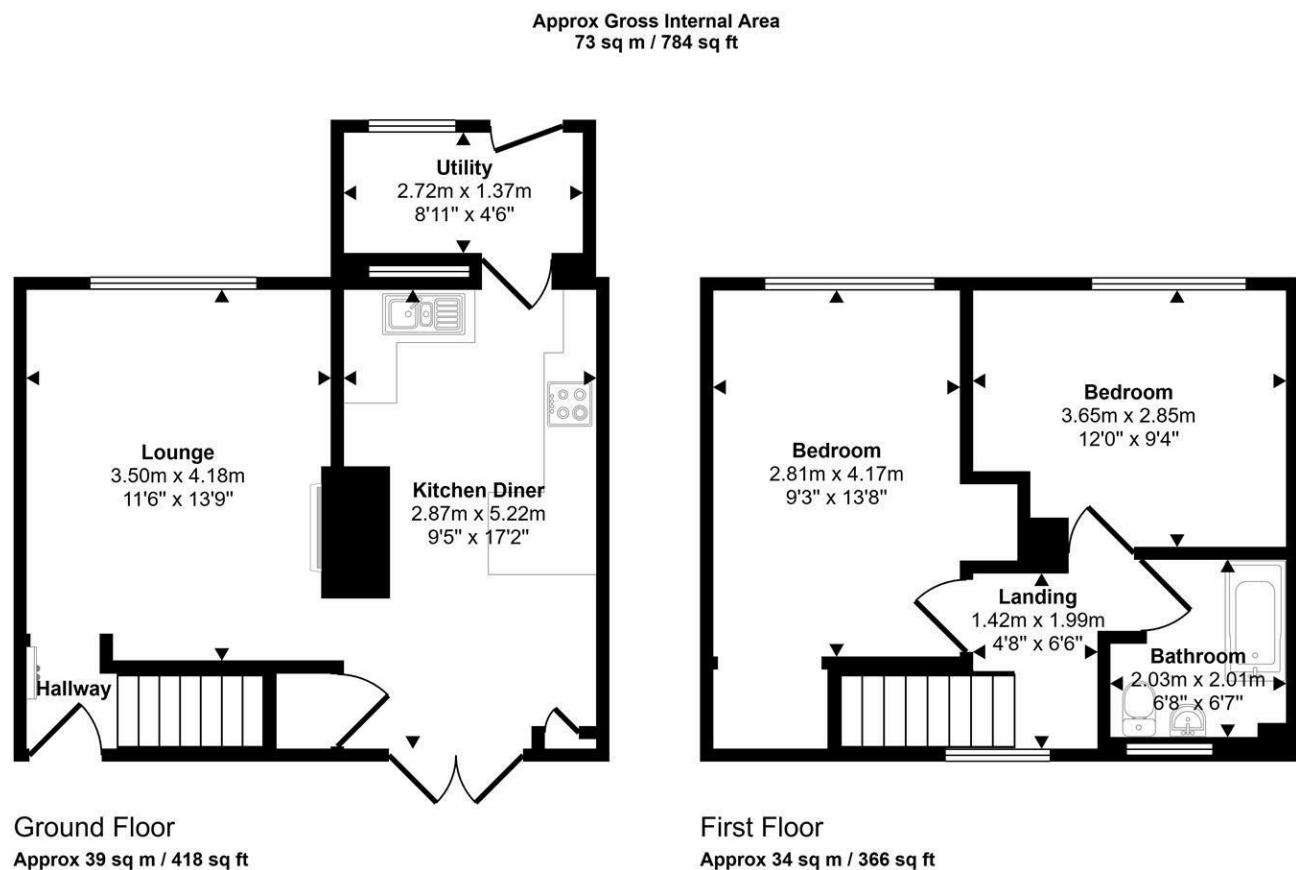 Approx Gross Internal Area
73 sq m / 784 sq ft
Utility
2.72m x 1.37m
8'11" x 4'6"
Lounge
3.50m x 4.18m
11'6" x 13'9"
Kitchen Diner
2.87m x 5.22m
9'5" x 17'2"
Hallway
Ground Floor
Approx 39 sq m / 418 sq ft
Bedroom
2.81m x 4.17m
9'3" x 13'8"
Bedroom
3.65m x 2.85m
12'0" x 9'4"
Landing
1.42m x 1.99m
4'8" x 6'6"
Bathroom
2.03m x 2.01m
6'8" x 6'7"
First Floor
Approx 34 sq m / 366 sq ft